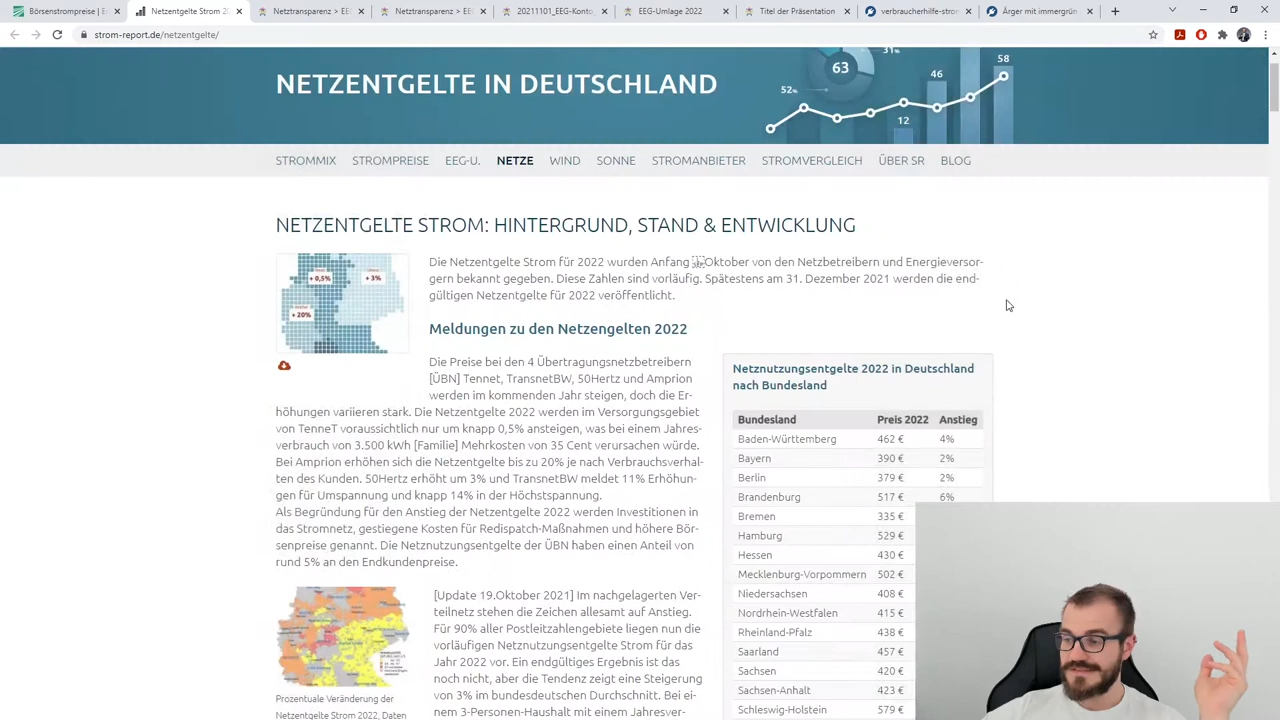 Börsenstrompreise | E
Netzentgelte Strom 20
Netztransparenz > EE
Netztransparenz > EE
20211101_EEG-Konto_
EEG-Umlage 2022
Titel der Präsentation
verbraucherhilfe-stron
Ärger mit immergrün
strom-report.de/netzentgelte/
NETZENTGELTE IN DEUTSCHLAND
52%
63
31%
12
46
58
STROMMIX STROMPREISE EEG-U. NETZE WIND SONNE STROMANBIETER STROMVERGLEICH ÜBER SR BLOG
NETZENTGELTE STROM: HINTERGRUND, STAND & ENTWICKLUNG
+ 0,5%
+ 3%
+ 20%
Die Netzentgelte Strom für 2022 wurden Anfang Oktober von den Netzbetreibern und Energieversor-
gern bekannt gegeben. Diese Zahlen sind vorläufig. Spätestens am 31. Dezember 2021 werden die end-
gültigen Netzentgelte für 2022 veröffentlicht.
Meldungen zu den Netzengelten 2022
Die Preise bei den 4 Übertragungsnetzbetreibern
[ÜBN] Tennet, TransnetBW, 50Hertz und Amprion
werden im kommenden Jahr steigen, doch die Er-
höhungen variieren stark. Die Netzentgelte 2022 werden im Versorgungsgebiet
von TenneT voraussichtlich nur um knapp 0,5% ansteigen, was bei einem Jahres-
verbrauch von 3.500 kWh [Familie] Mehrkosten von 35 Cent verursachen würde.
Bei Amprion erhöhen sich die Netzentgelte bis zu 20% je nach Verbrauchsverhal-
ten des Kunden. 50Hertz erhöht um 3% und TransnetBW meldet 11% Erhöhun-
gen für Umspannung und knapp 14% in der Höchstspannung.
Als Begründung für den Anstieg der Netzentgelte 2022 werden Investitionen in
das Stromnetz, gestiegene Kosten für Redispatch-Maßnahmen und höhere Bör-
senpreise genannt. Die Netznutzungsentgelte der ÜBN haben einen Anteil von
rund 5% an den Endkundenpreise.
[Update 19.Oktober 2021] Im nachgelagerten Ver-
teilnetz stehen die Zeichen allesamt auf Anstieg.
Für 90% aller Postleitzahlengebiete liegen nun die
vorläufigen Netznutzungsentgelte Strom für das
Jahr 2022 vor. Ein endgültiges Ergebnis ist das
noch nicht, aber die Tendenz zeigt eine Steigerung
von 3% im bundesdeutschen Durchschnitt. Bei ei-
nem 3-Personen-Haushalt mit einem Jahresver-
Prozentuale Veränderung der
Netzentgelte Strom 2022, Daten
Netznutzungsentgelte 2022 in Deutschland
nach Bundesland
Bundesland Preis 2022 Anstieg
Baden-Württemberg 462 € 4%
Bayern 390 € 2%
Berlin 379 € 2%
Brandenburg 517 € 6%
Bremen 335 €
Hamburg 529 €
Hessen 430 €
Mecklenburg-Vorpommern 502 €
Niedersachsen 408 €
Nordrhein-Westfalen 415 €
Rheinland-Pfalz 438 €
Saarland 457 €
Sachsen 420 €
Sachsen-Anhalt 423 €
Schleswig-Holstein 579 €